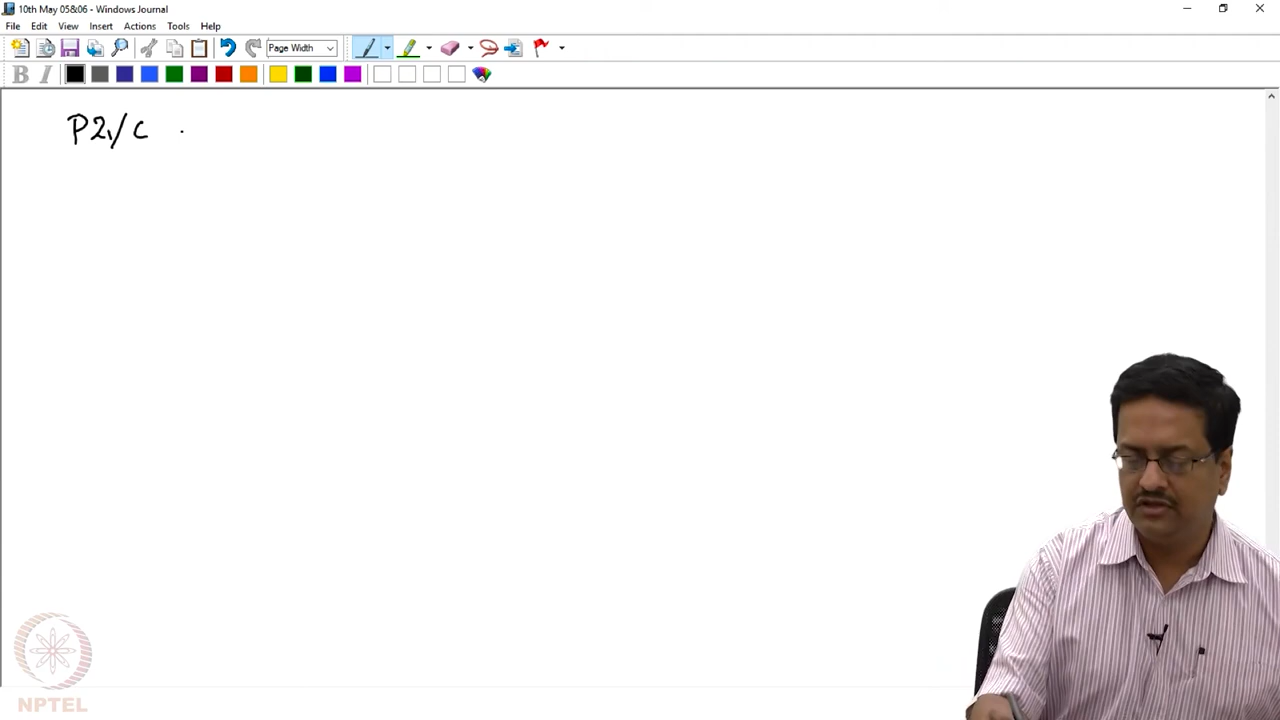 10th May 05&06 - Windows Journal
File Edit View Insert Actions Tools Help
Page Width
B I
P2₁/c
NPTEL